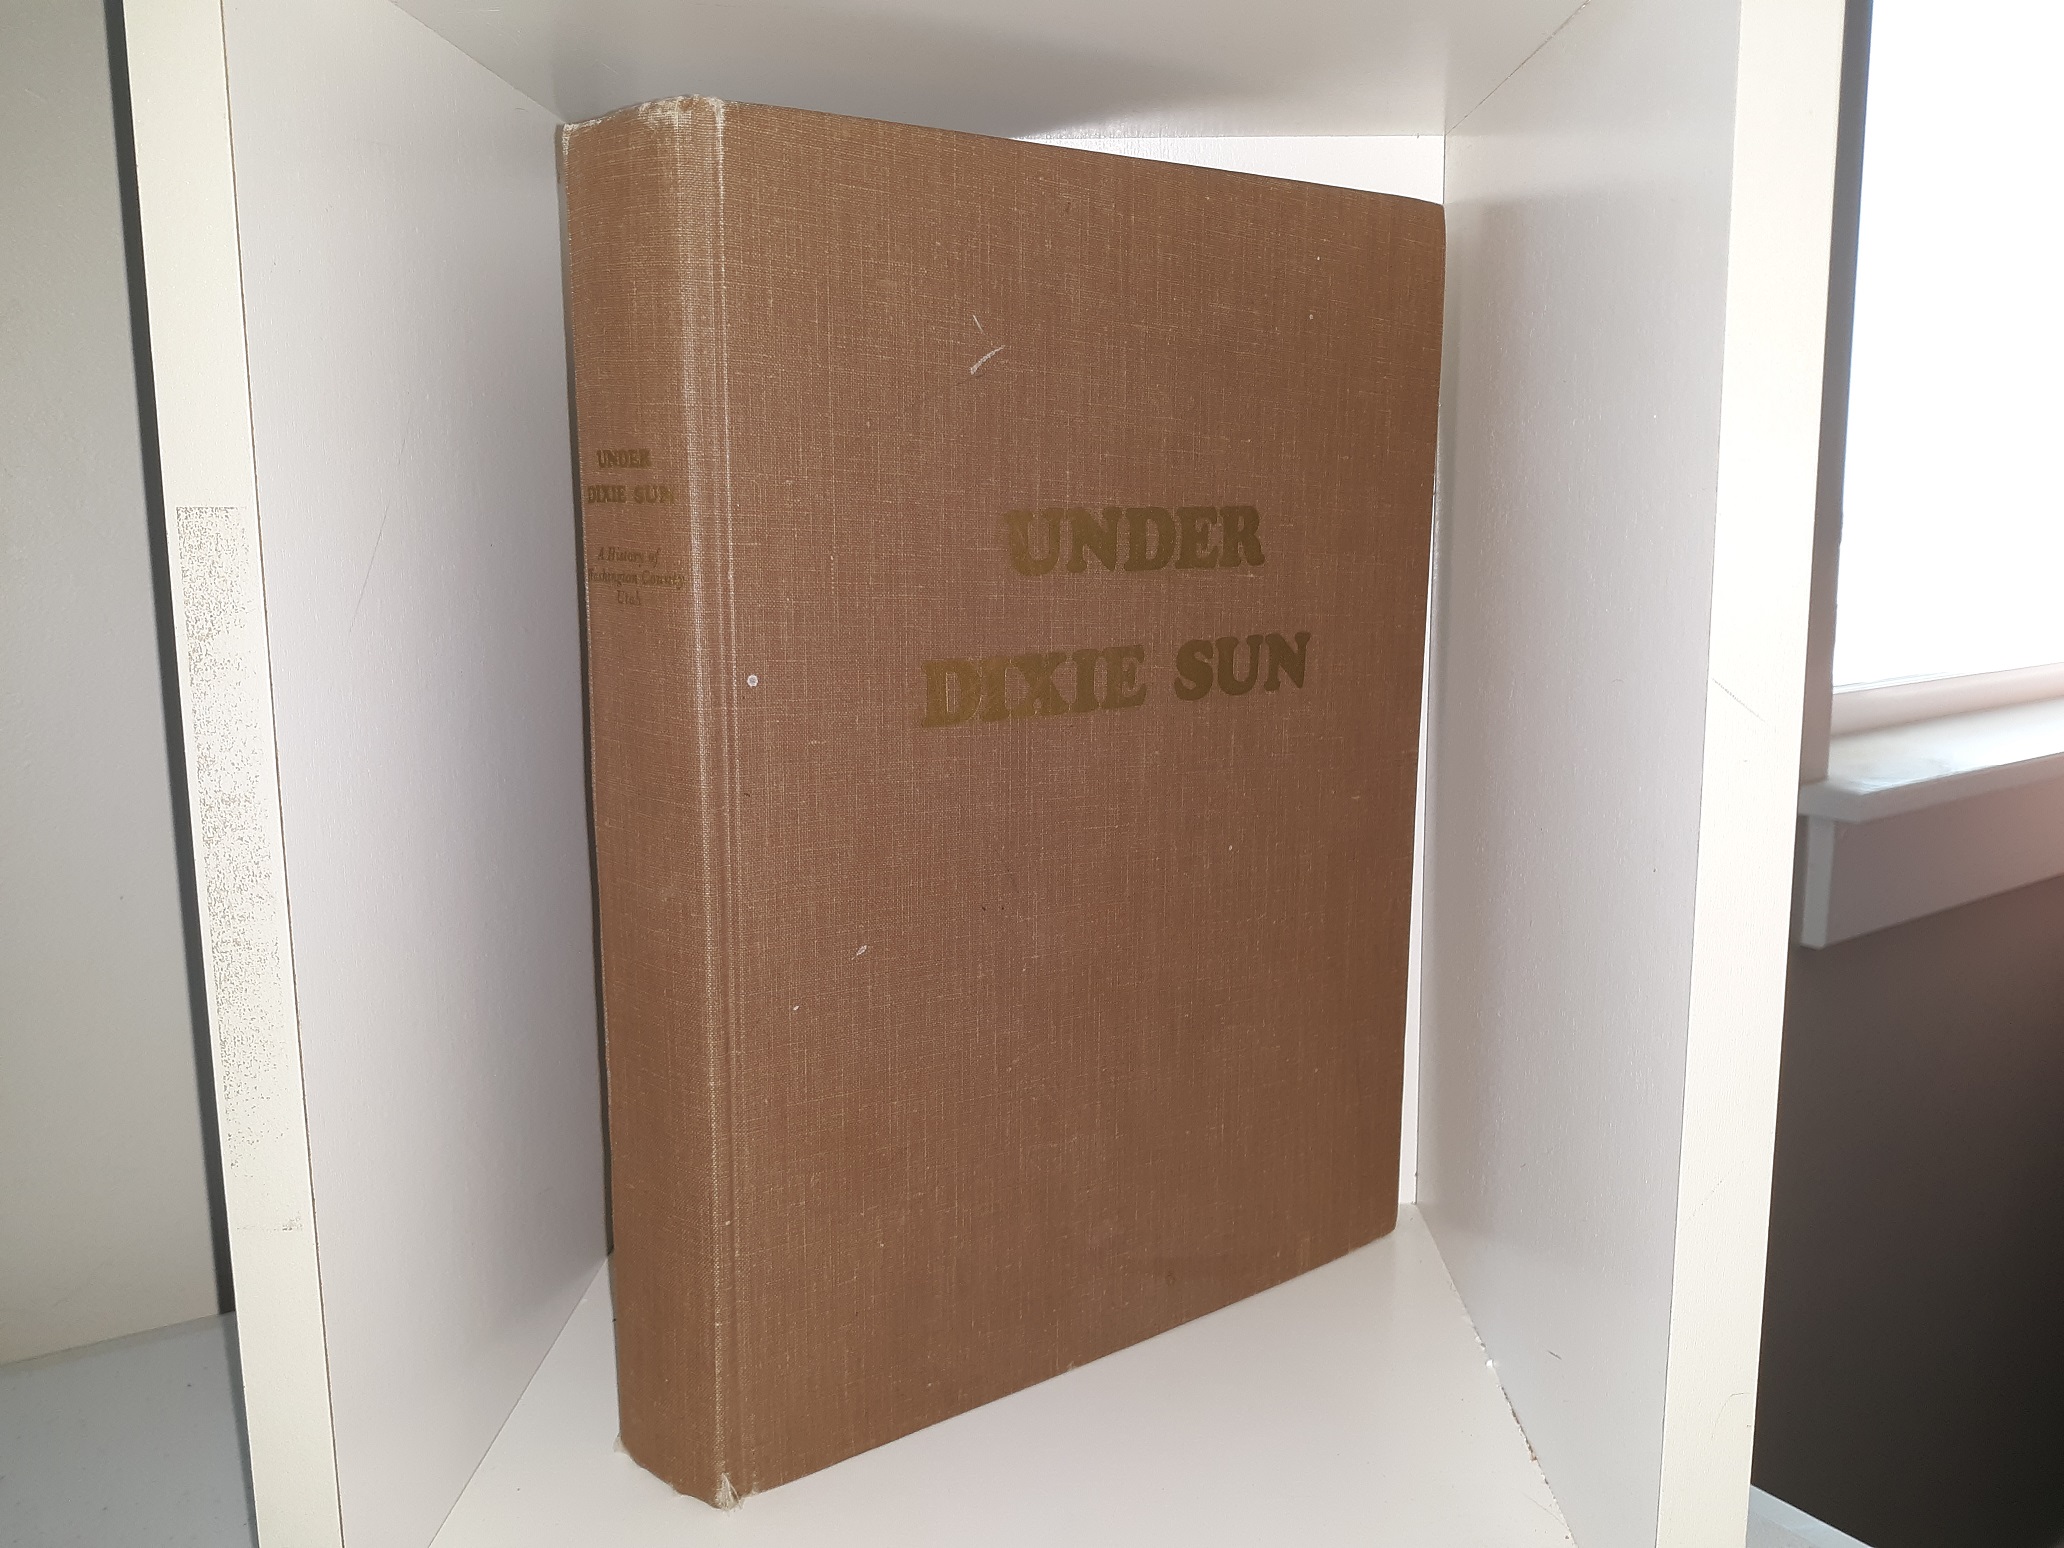 UNDER
DIXIE SUN
A History of
Washington County
Utah
UNDER
DIXIE SUN